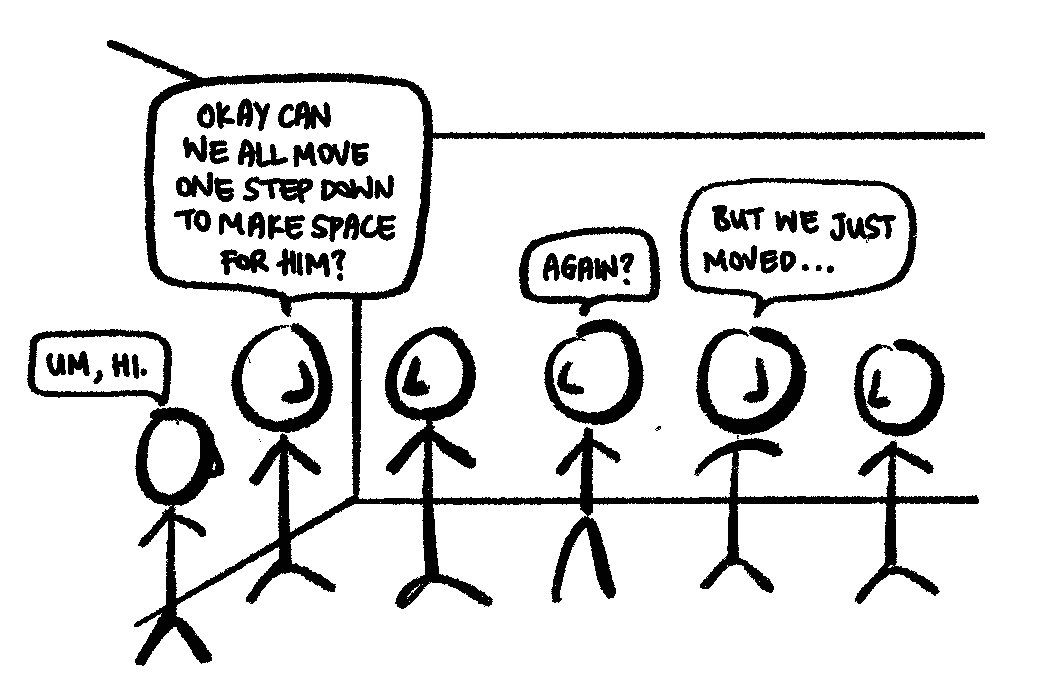 OKAY CAN
WE ALL MOVE
ONE STEP DOWN
TO MAKE SPACE
FOR HIM?
UM, HI.
AGAIN?
BUT WE JUST
MOVED...